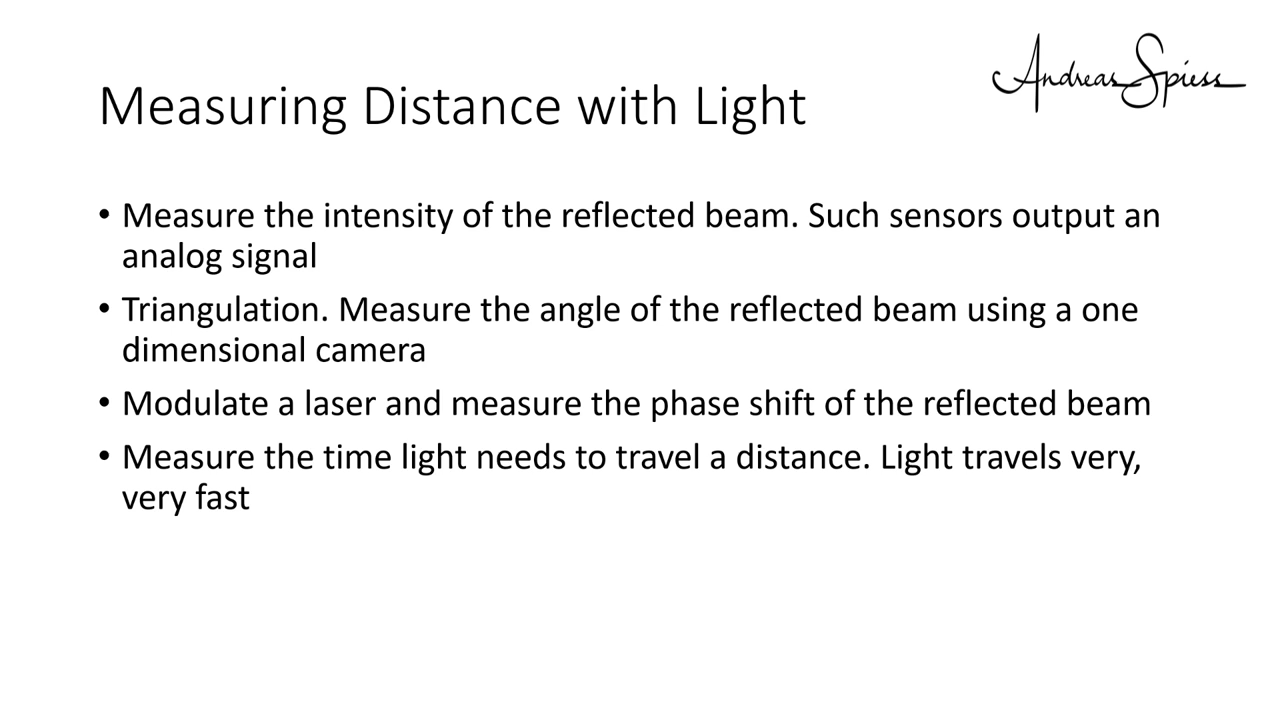 Andreas Spiess
Measuring Distance with Light
• Measure the intensity of the reflected beam. Such sensors output an
analog signal
• Triangulation. Measure the angle of the reflected beam using a one
dimensional camera
• Modulate a laser and measure the phase shift of the reflected beam
• Measure the time light needs to travel a distance. Light travels very,
very fast